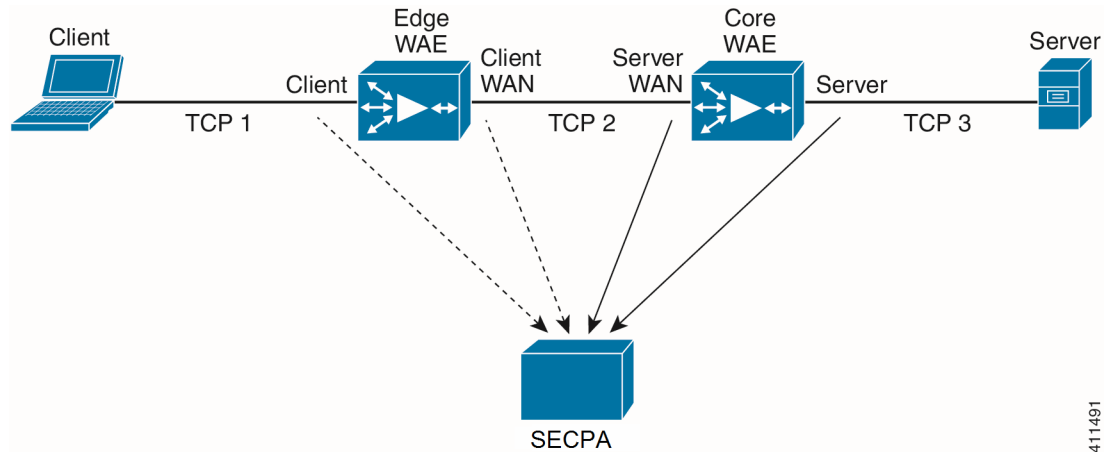 Client
Edge
WAE
Core
WAE
Server
Client
Client
WAN
Server
WAN
Server
TCP 1
TCP 2
TCP 3
SECPA
411491